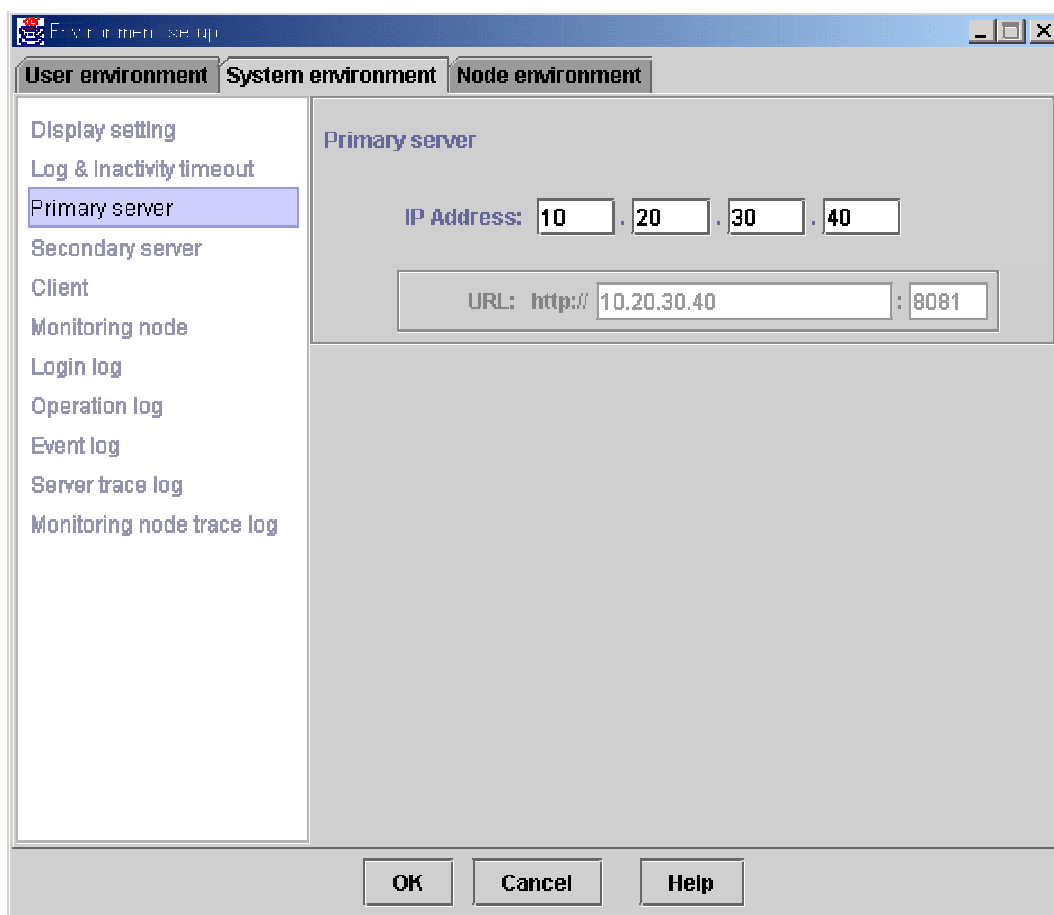 Environment setup
User environment System environment Node environment
Display setting
Log & Inactivity timeout
Primary server
Secondary server
Client
Monitoring node
Login log
Operation log
Event log
Server trace log
Monitoring node trace log
Primary server
IP Address: 10 . 20 . 30 . 40
URL: http:// 10.20.30.40 : 8081
OK Cancel Help